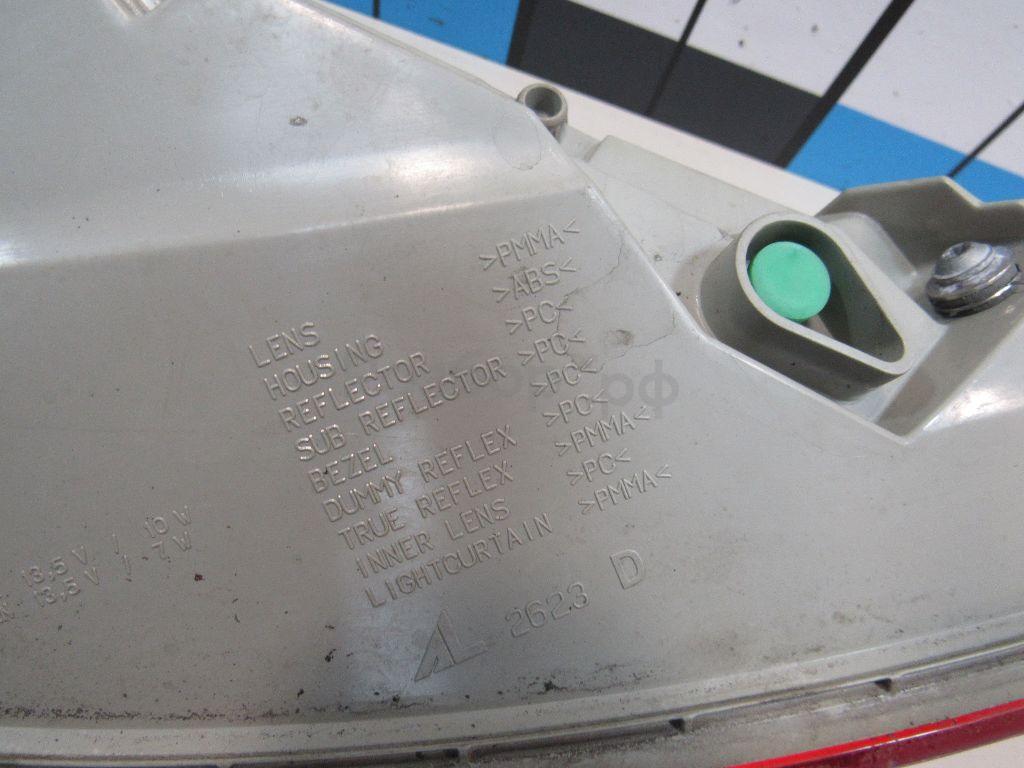 LENS >PMMA<
HOUSING >ABS<
REFLECTOR >PC<
SUB REFLECTOR >PC<
BEZEL >PC<
DUMMY REFLEX >PC<
TRUE REFLEX >PMMA<
INNER LENS >PC<
LIGHTCURTAIN >PMMA<
13,5 V / 10 W
13,5 V / 7 W
AL 2623 D
рф